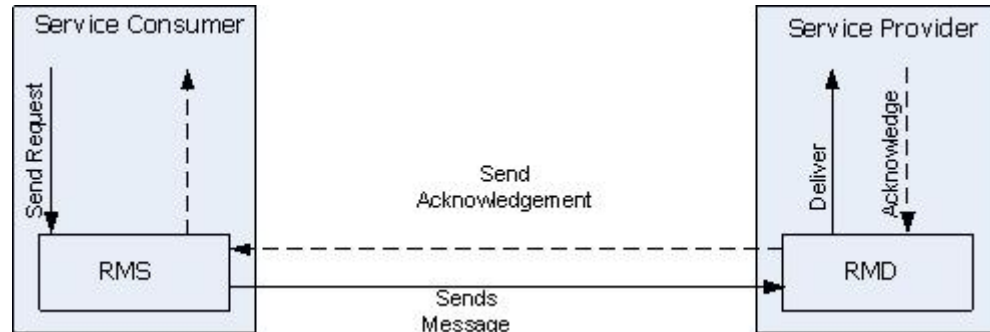 Service Consumer
Service Provider
Send Request
Deliver
Acknowledge
Send
Acknowledgement
RMS
RMD
Sends
Message